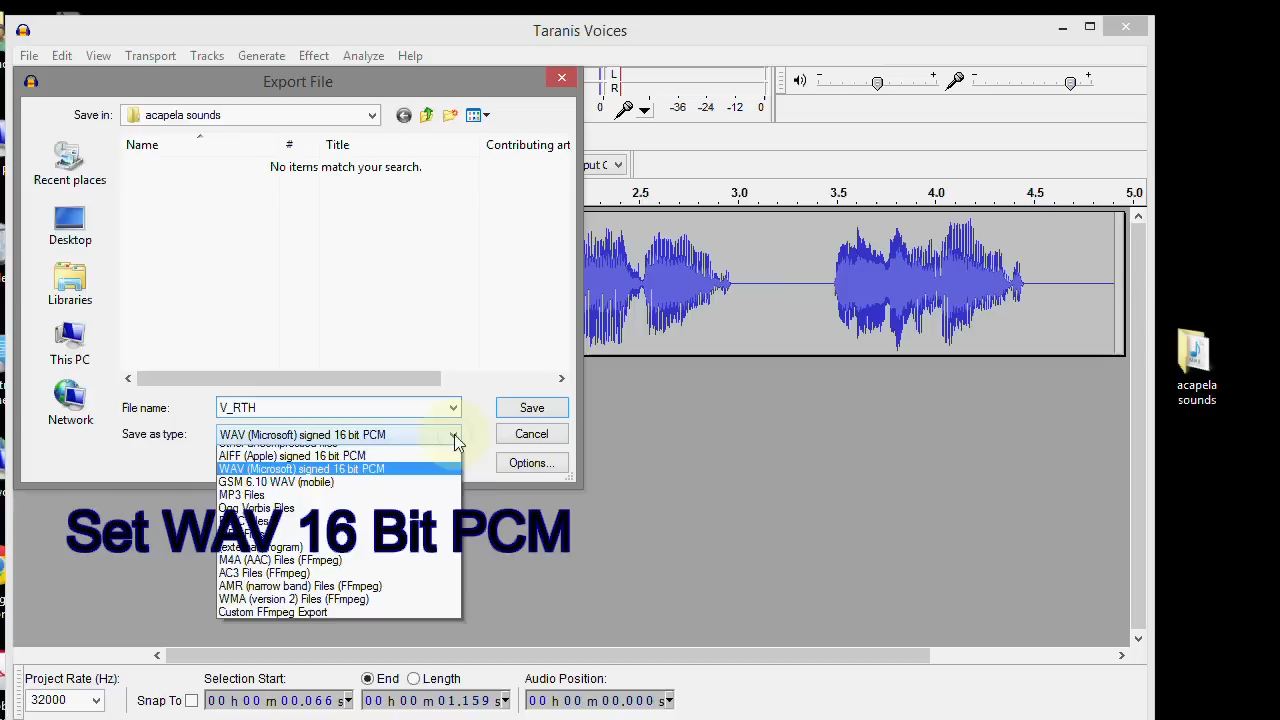 Taranis Voices
File Edit View Transport Tracks Generate Effect Analyze Help
Export File
L
R
0 -36 -24 -12 0
Save in: acapela sounds
Name # Title Contributing art
No items match your search.
Recent places
Desktop
Libraries
This PC
Network
put C
2.5 3.0 3.5 4.0 4.5 5.0
File name: V_RTH Save
Save as type: WAV (Microsoft) signed 16 bit PCM Cancel
Options...
AIFF (Apple) signed 16 bit PCM
WAV (Microsoft) signed 16 bit PCM
GSM 6.10 WAV (mobile)
MP3 Files
Ogg Vorbis Files
Set WAV 16 Bit PCM
(external program)
M4A (AAC) Files (FFmpeg)
AC3 Files (FFmpeg)
AMR (narrow band) Files (FFmpeg)
WMA (version 2) Files (FFmpeg)
Custom FFmpeg Export
acapela
sounds
Project Rate (Hz): Selection Start: End Length Audio Position:
32000 Snap To 00 h 00 m 00.066 s 00 h 00 m 01.159 s 00 h 00 m 00.000 s